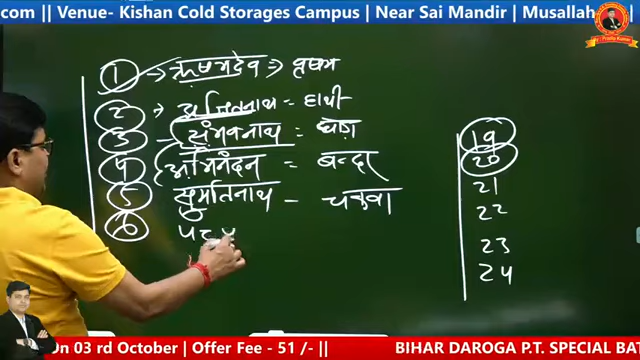 com || Venue- Kishan Cold Storages Campus | Near Sai Mandir | Musallah
1 → ऋषभदेव ⇒ वृषभ
2 → अजितनाथ = हाथी
3 - संभवनाथ = घोड़ा
4 अभिनंदन = बन्दर
5 सुमतिनाथ - चकवा
6
19
20
21
22
23
24
On 03 rd October | Offer Fee - 51 /- ||
BIHAR DAROGA P.T. SPECIAL BAT